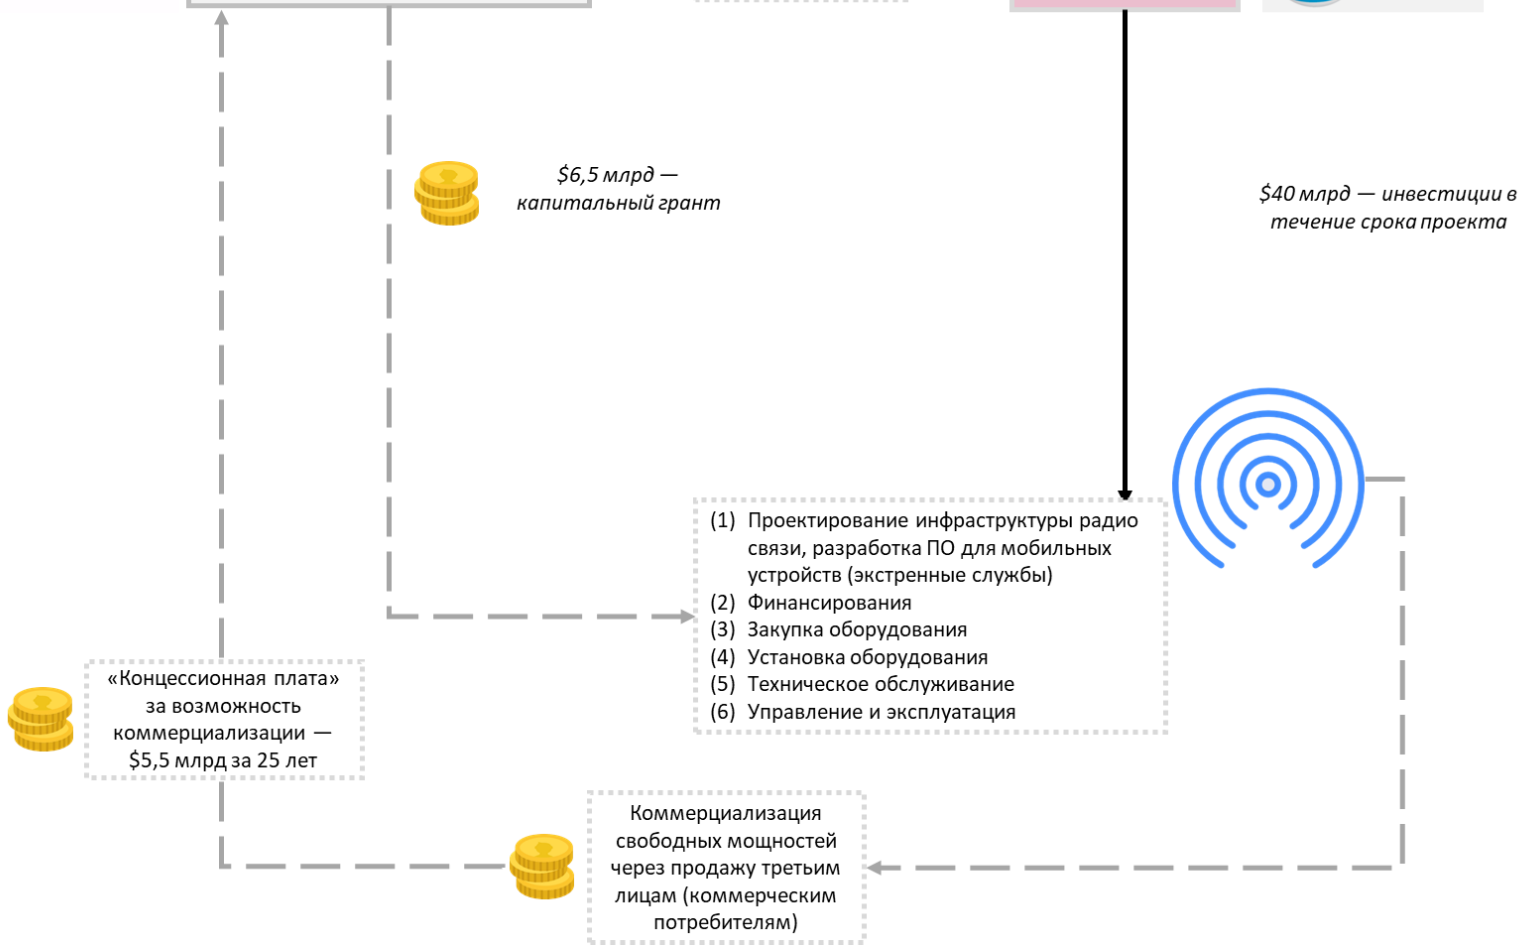 $6,5 млрд —
капитальный грант
$40 млрд — инвестиции в
течение срока проекта
(1) Проектирование инфраструктуры радио
связи, разработка ПО для мобильных
устройств (экстренные службы)
(2) Финансирования
(3) Закупка оборудования
(4) Установка оборудования
(5) Техническое обслуживание
(6) Управление и эксплуатация
«Концессионная плата»
за возможность
коммерциализации —
$5,5 млрд за 25 лет
Коммерциализация
свободных мощностей
через продажу третьим
лицам (коммерческим
потребителям)